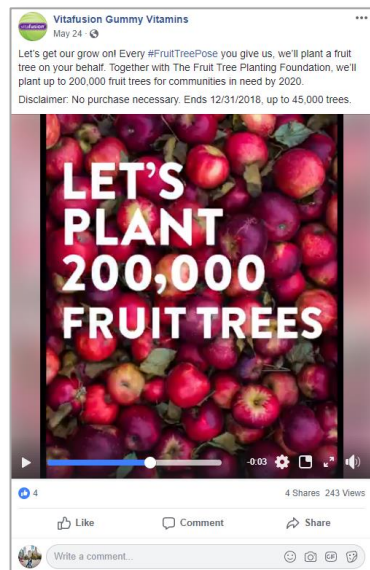 vitafusion
Vitafusion Gummy Vitamins
May 24 ·
Let's get our grow on! Every #FruitTreePose you give us, we'll plant a fruit
tree on your behalf. Together with The Fruit Tree Planting Foundation, we'll
plant up to 200,000 fruit trees for communities in need by 2020.
Disclaimer: No purchase necessary. Ends 12/31/2018, up to 45,000 trees.
LET'S
PLANT
200,000
FRUIT TREES
-0:03
4
4 Shares 243 Views
Like Comment Share
Write a comment...
GIF